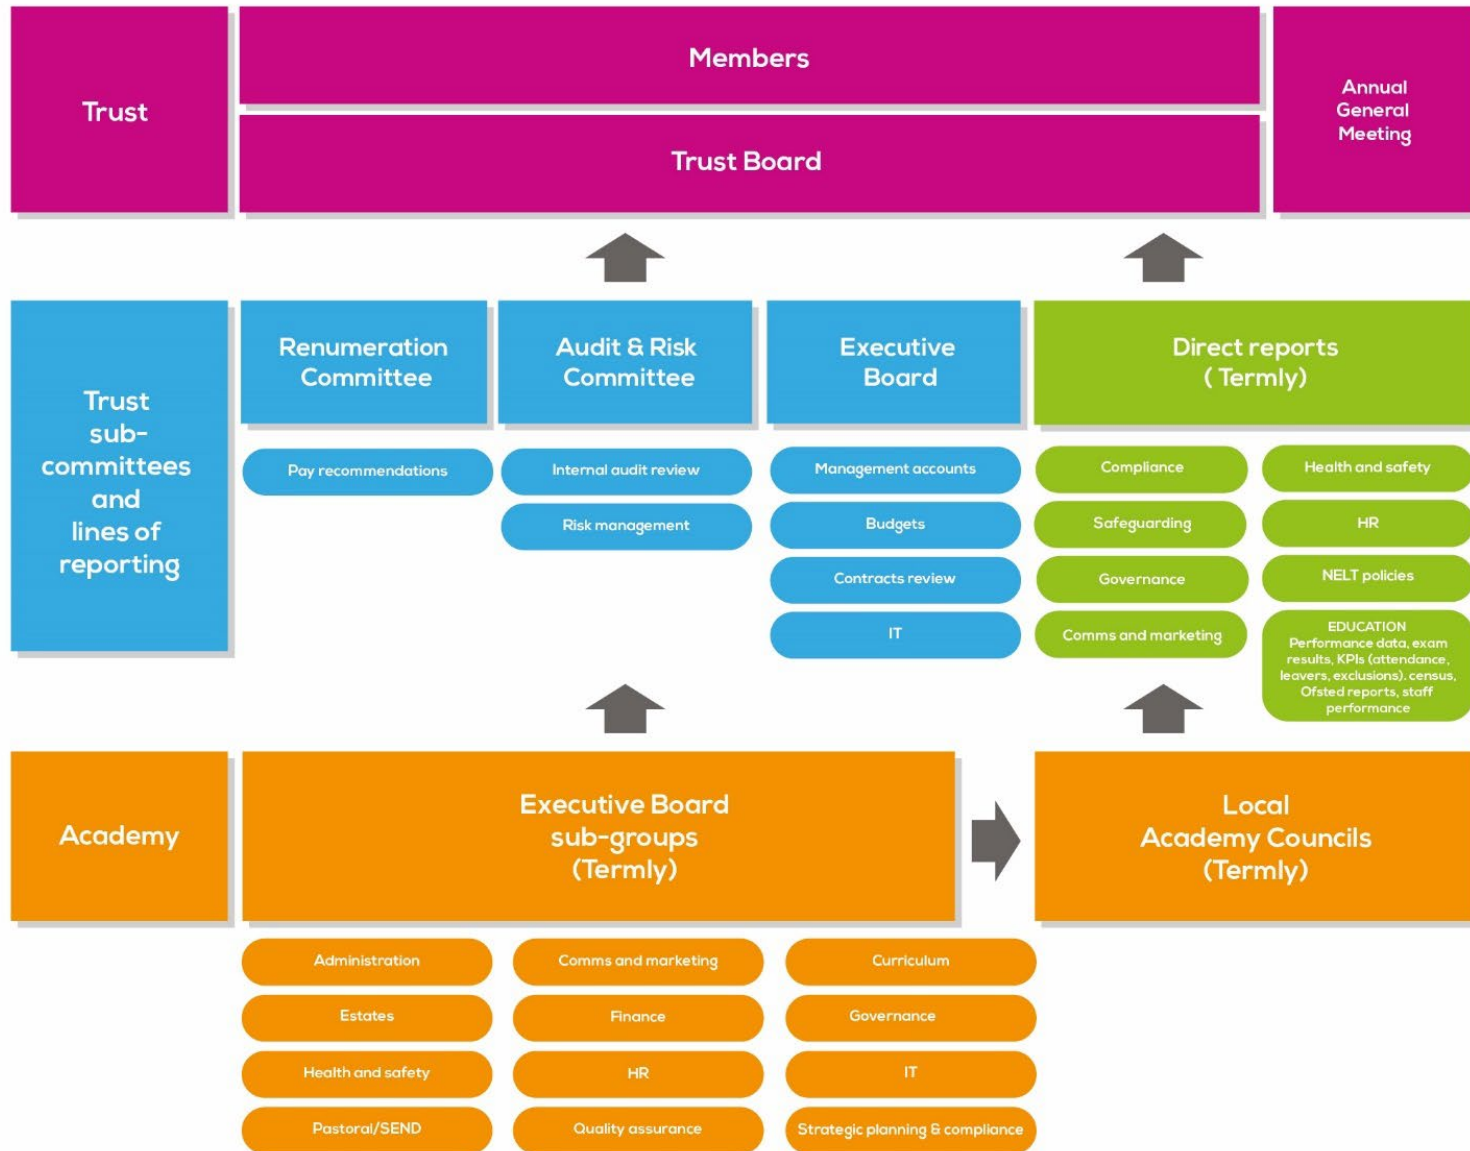 Trust
Members
Trust Board
Annual
General
Meeting
Trust
sub-
committees
and
lines of
reporting
Renumeration
Committee
Pay recommendations
Audit & Risk
Committee
Internal audit review
Risk management
Executive
Board
Management accounts
Budgets
Contracts review
IT
Direct reports
( Termly)
Compliance
Safeguarding
Governance
Comms and marketing
Health and safety
HR
NELT policies
EDUCATION
Performance data, exam
results, KPIs (attendance,
leavers, exclusions). census,
Ofsted reports, staff
performance
Academy
Executive Board
sub-groups
(Termly)
Local
Academy Councils
(Termly)
Administration
Estates
Health and safety
Pastoral/SEND
Comms and marketing
Finance
HR
Quality assurance
Curriculum
Governance
IT
Strategic planning & compliance